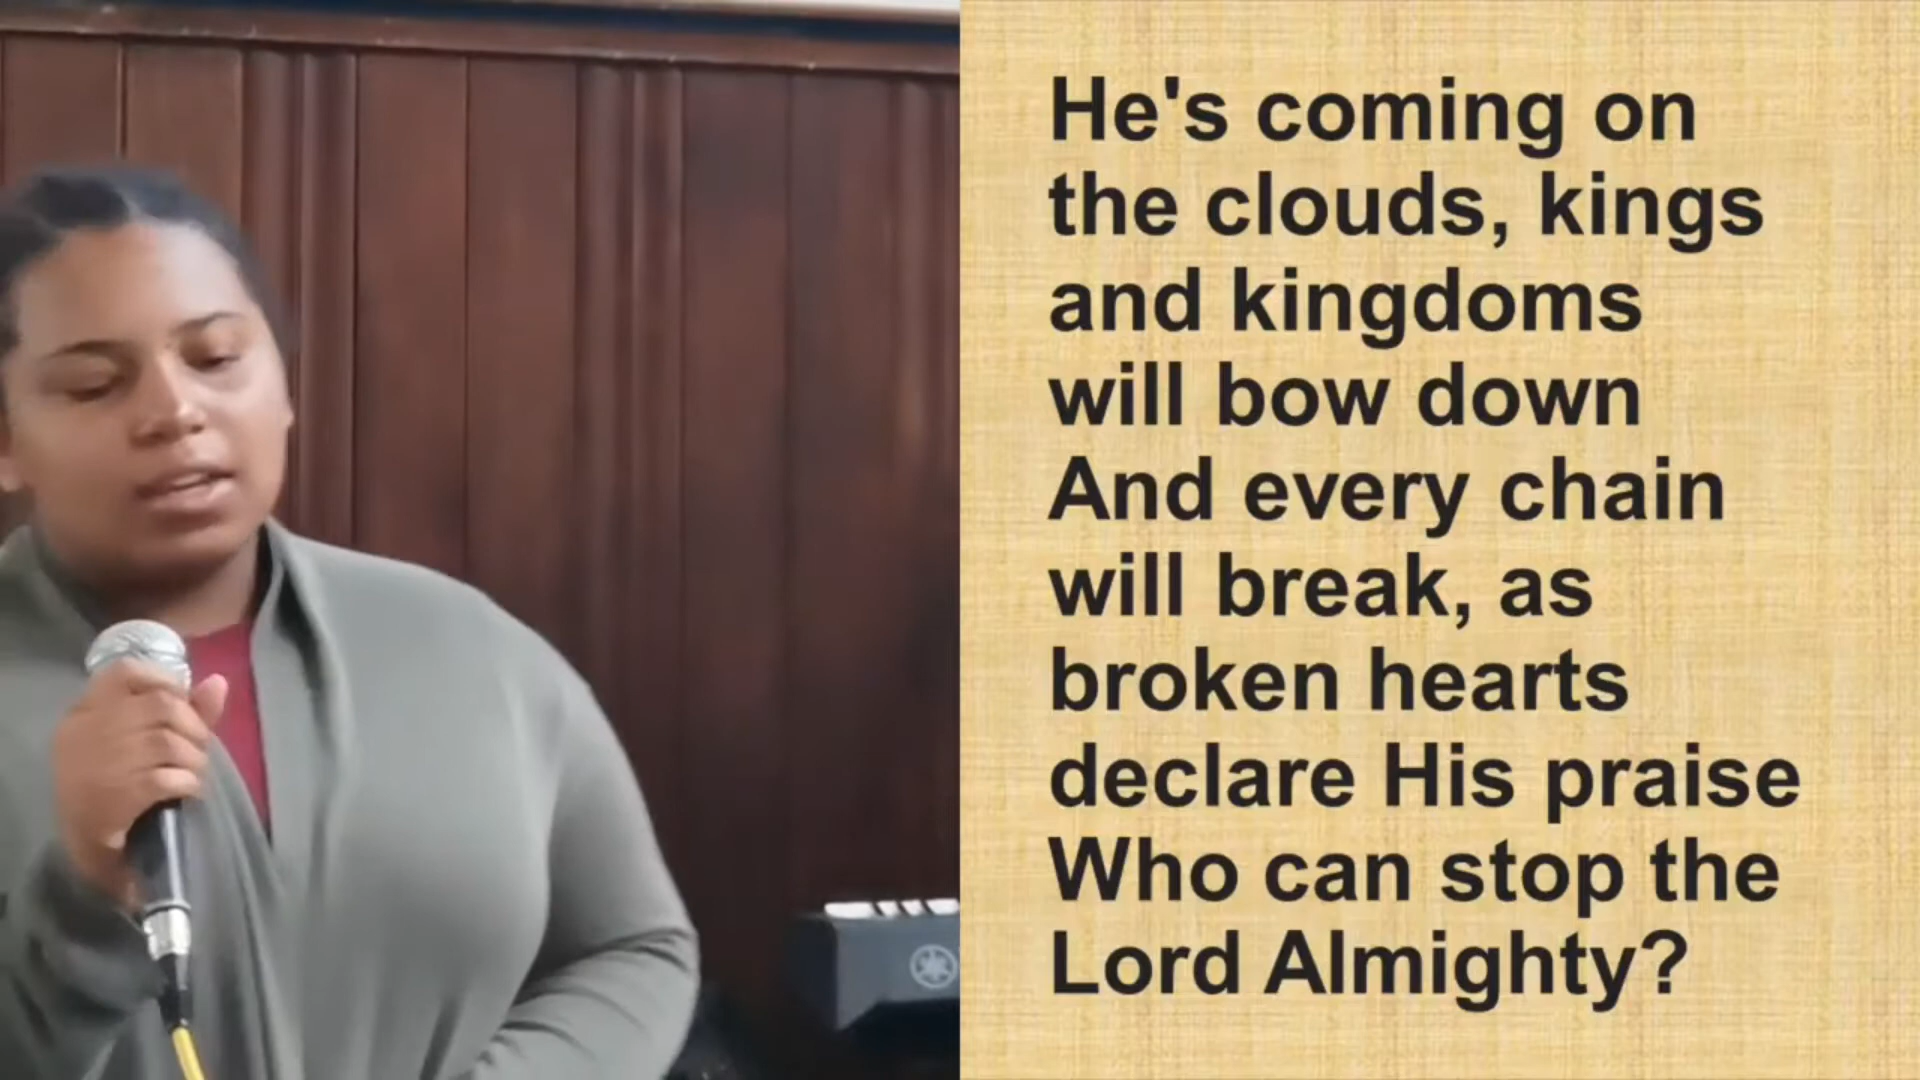 He's coming on
the clouds, kings
and kingdoms
will bow down
And every chain
will break, as
broken hearts
declare His praise
Who can stop the
Lord Almighty?